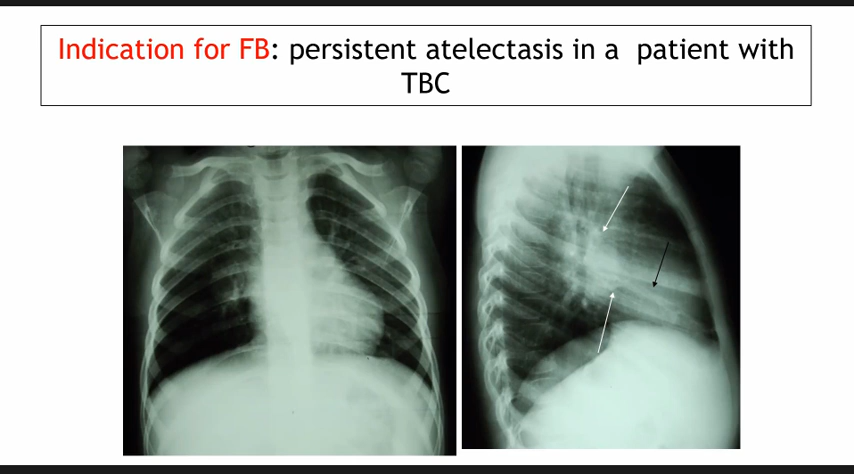 Indication for FB: persistent atelectasis in a patient with
TBC